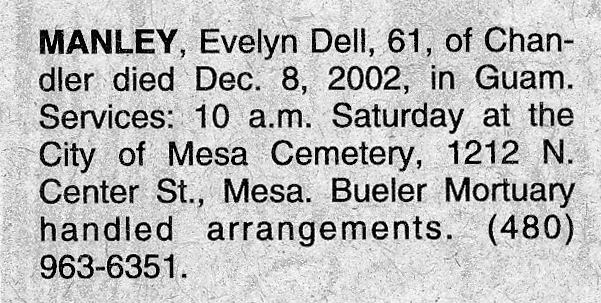 MANLEY, Evelyn Dell, 61, of Chan-
dler died Dec. 8, 2002, in Guam.
Services: 10 a.m. Saturday at the
City of Mesa Cemetery, 1212 N.
Center St., Mesa. Bueler Mortuary
handled arrangements. (480)
963-6351.